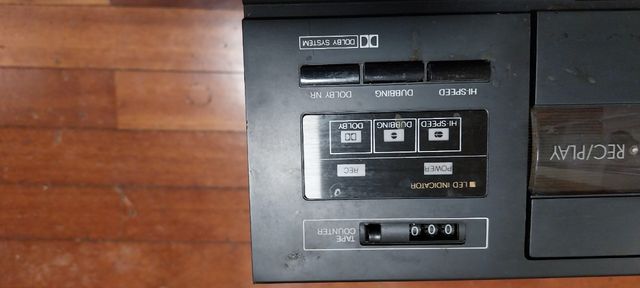 000
TAPE
COUNTER
LED INDICATOR
POWER REC
REC/PLAY
HI SPEED DUBBING DOLBY
HI SPEED DUBBING DOLBY NR
DOLBY SYSTEM